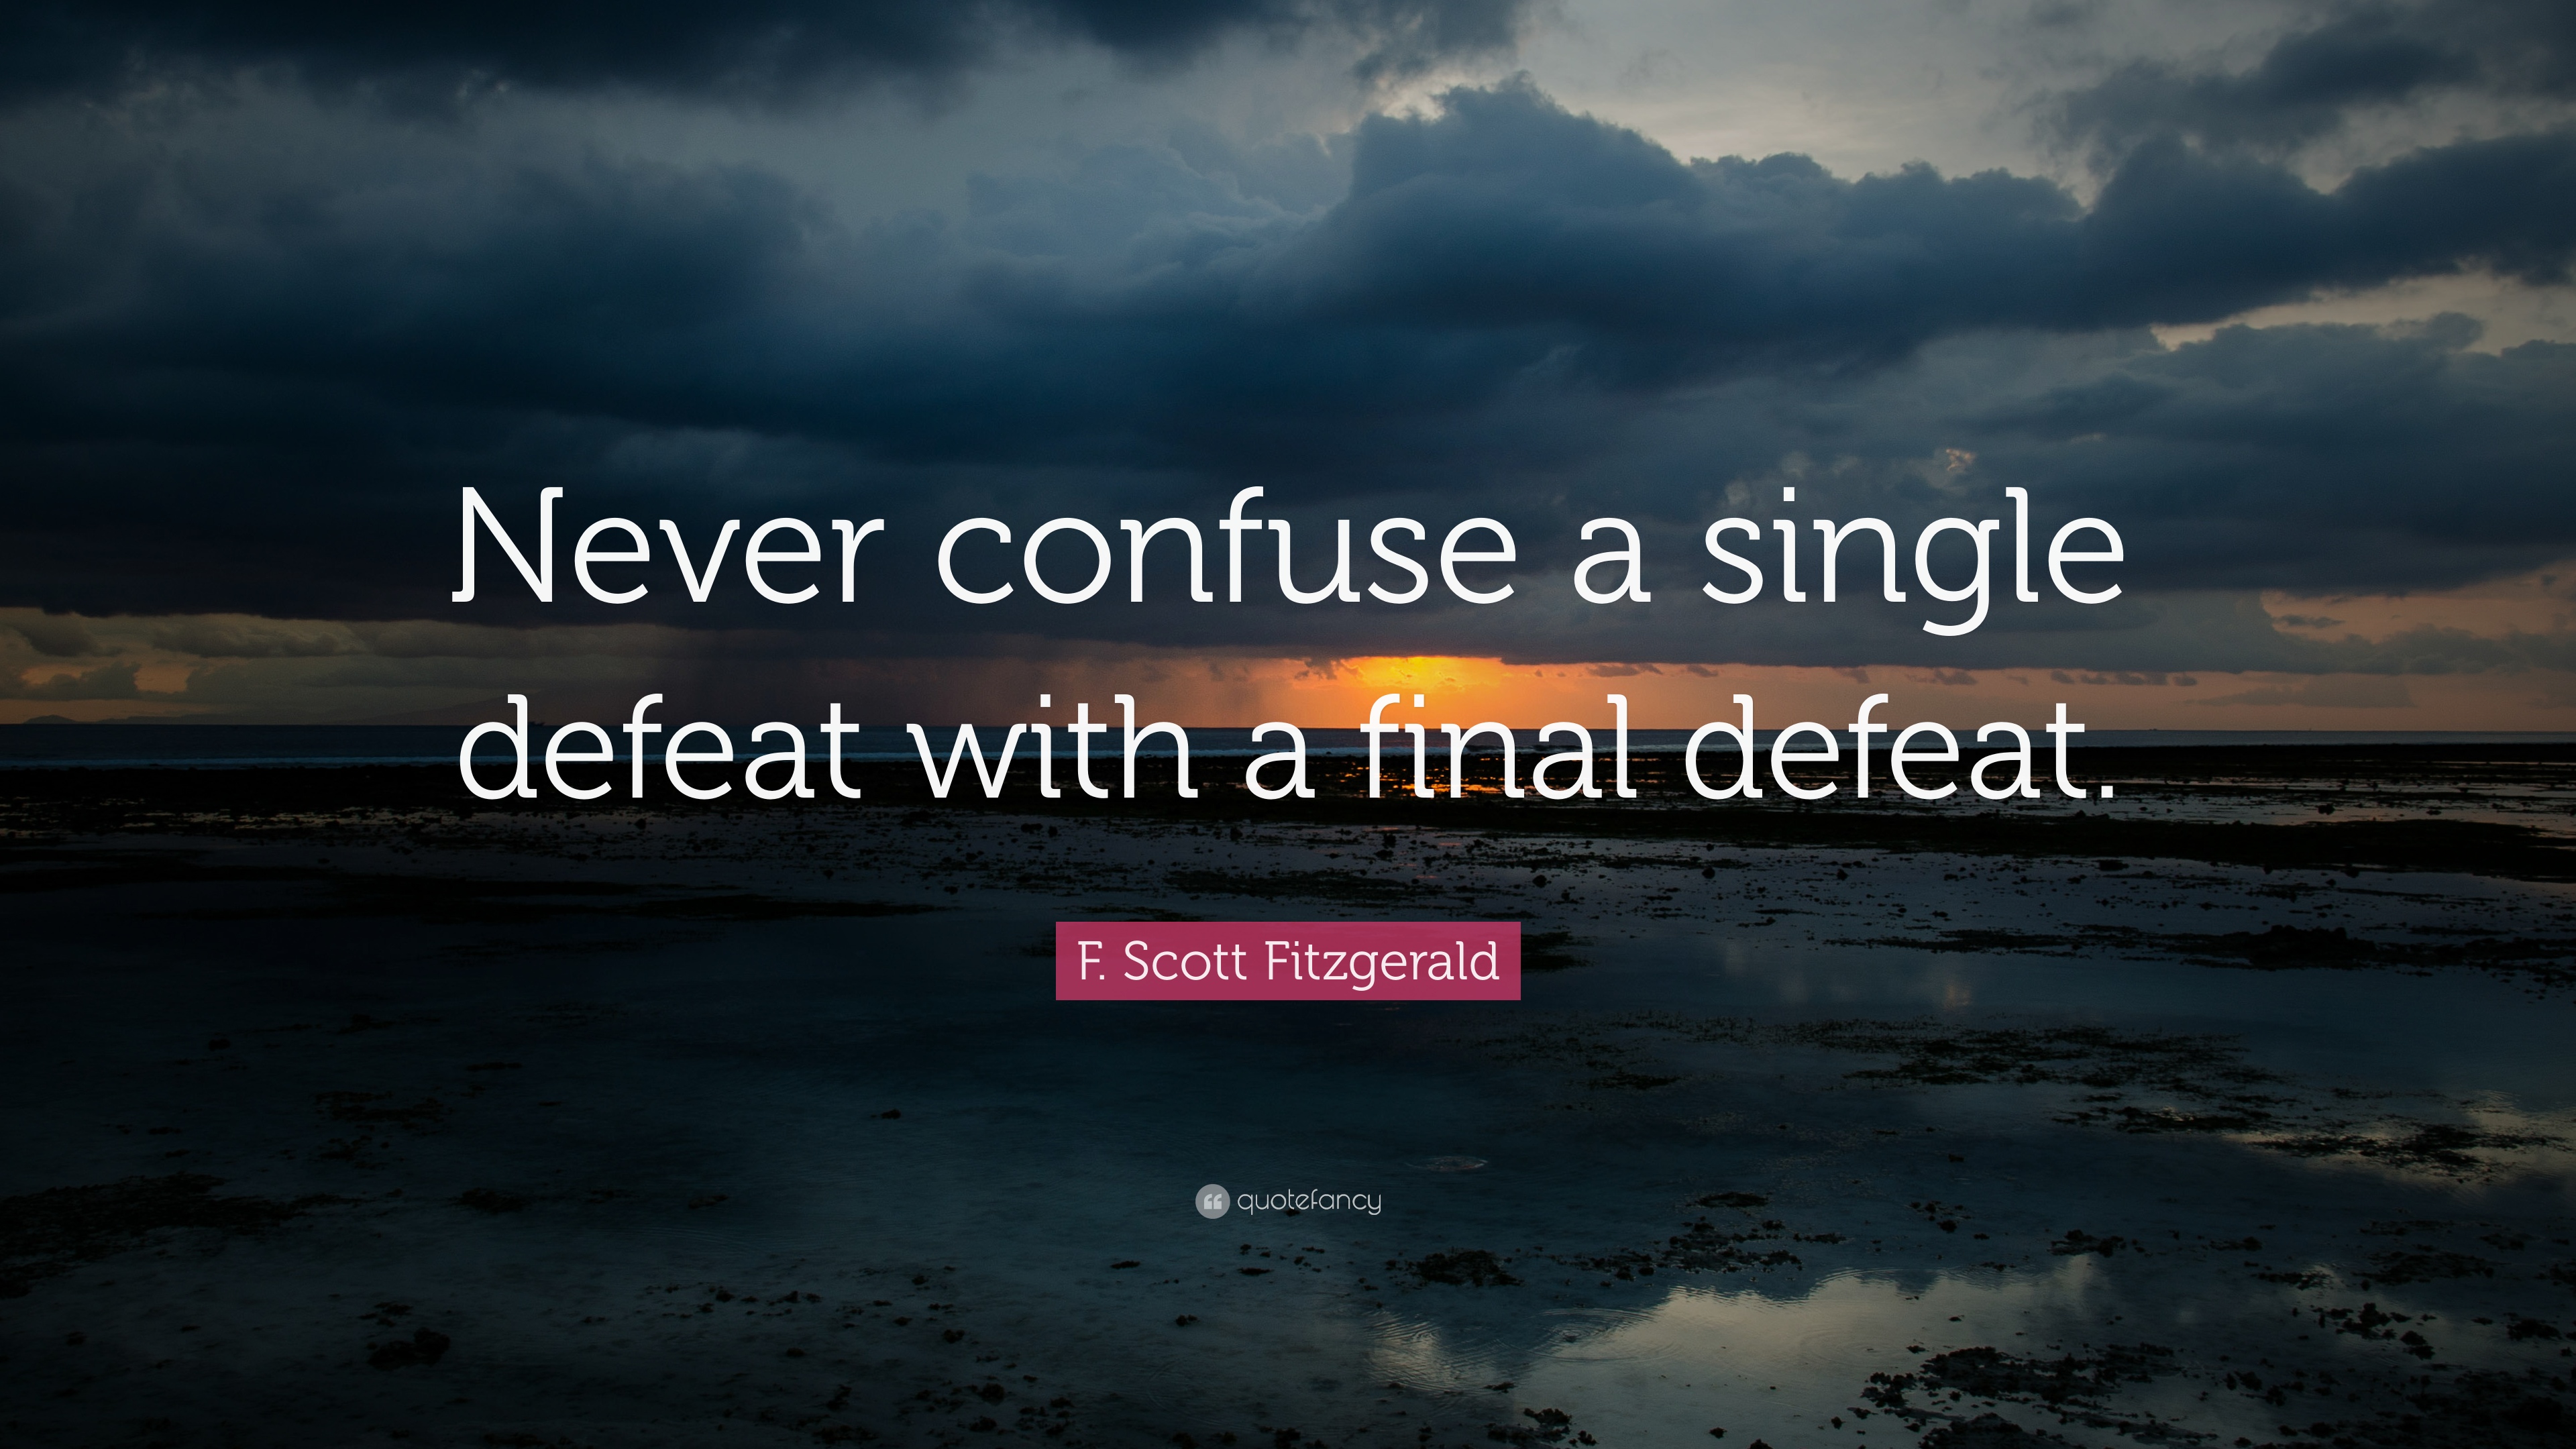 Never confuse a single
defeat with a final defeat.
F. Scott Fitzgerald
quotefancy